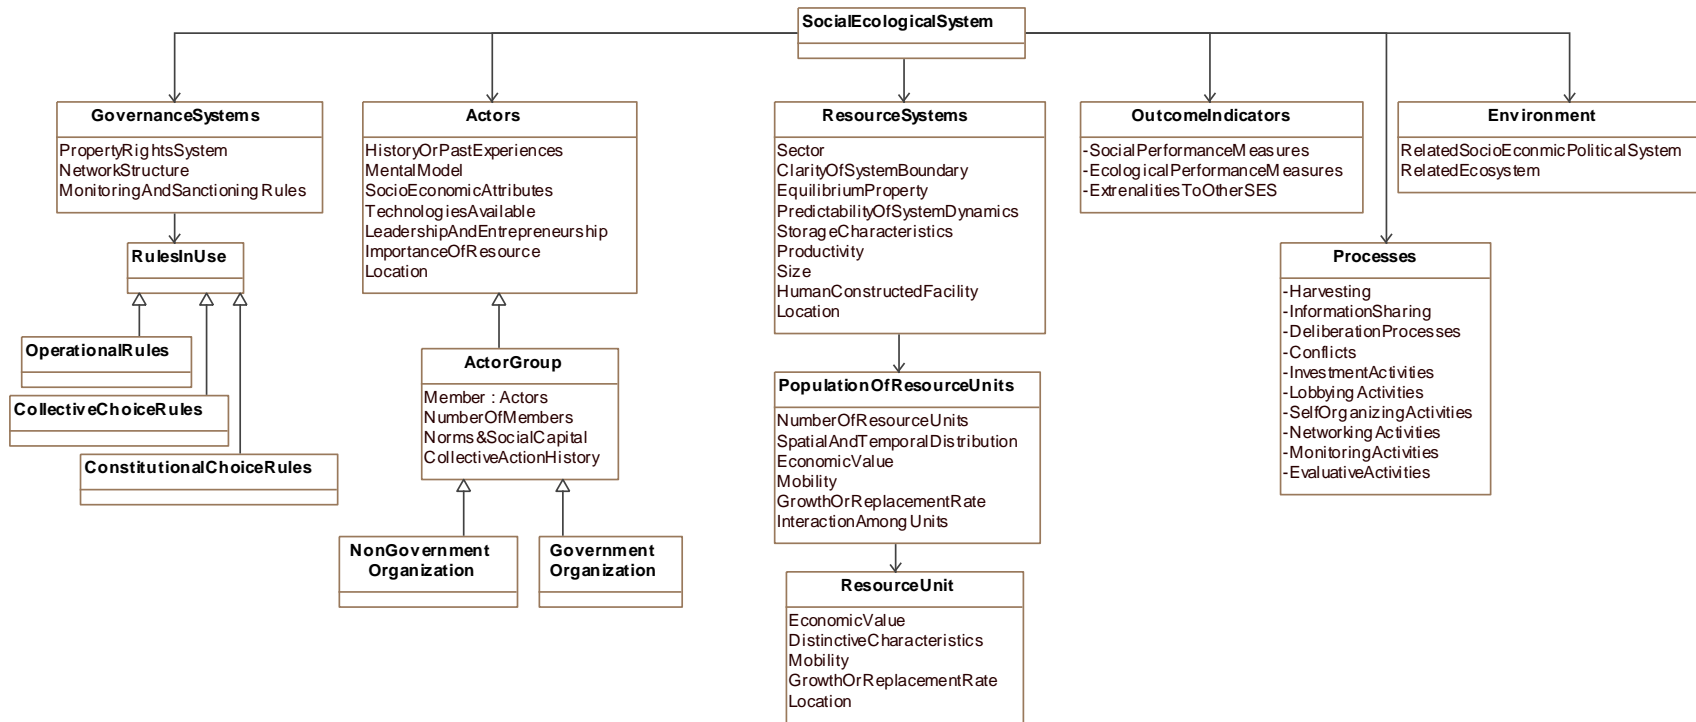 SocialEcologicalSystem
GovernanceSystems
PropertyRightsSystem
NetworkStructure
MonitoringAndSanctioningRules
RulesInUse
OperationalRules
CollectiveChoiceRules
ConstitutionalChoiceRules
Actors
HistoryOrPastExperiences
MentalModel
SocioEconomicAttributes
TechnologiesAvailable
LeadershipAndEntrepreneurship
ImportanceOfResource
Location
ActorGroup
Member : Actors
NumberOfMembers
Norms&SocialCapital
CollectiveActionHistory
NonGovernment
Organization
Government
Organization
ResourceSystems
Sector
ClarityOfSystemBoundary
EquilibriumProperty
PredictabilityOfSystemDynamics
StorageCharacteristics
Productivity
Size
HumanConstructedFacility
Location
PopulationOfResourceUnits
NumberOfResourceUnits
SpatialAndTemporalDistribution
EconomicValue
Mobility
GrowthOrReplacementRate
InteractionAmongUnits
ResourceUnit
EconomicValue
DistinctiveCharacteristics
Mobility
GrowthOrReplacementRate
Location
OutcomeIndicators
-SocialPerformanceMeasures
-EcologicalPerformanceMeasures
-ExtrenalitiesToOtherSES
Environment
RelatedSocioEconmicPoliticalSystem
RelatedEcosystem
Processes
-Harvesting
-InformationSharing
-DeliberationProcesses
-Conflicts
-InvestmentActivities
-LobbyingActivities
-SelfOrganizingActivities
-NetworkingActivities
-MonitoringActivities
-EvaluativeActivities